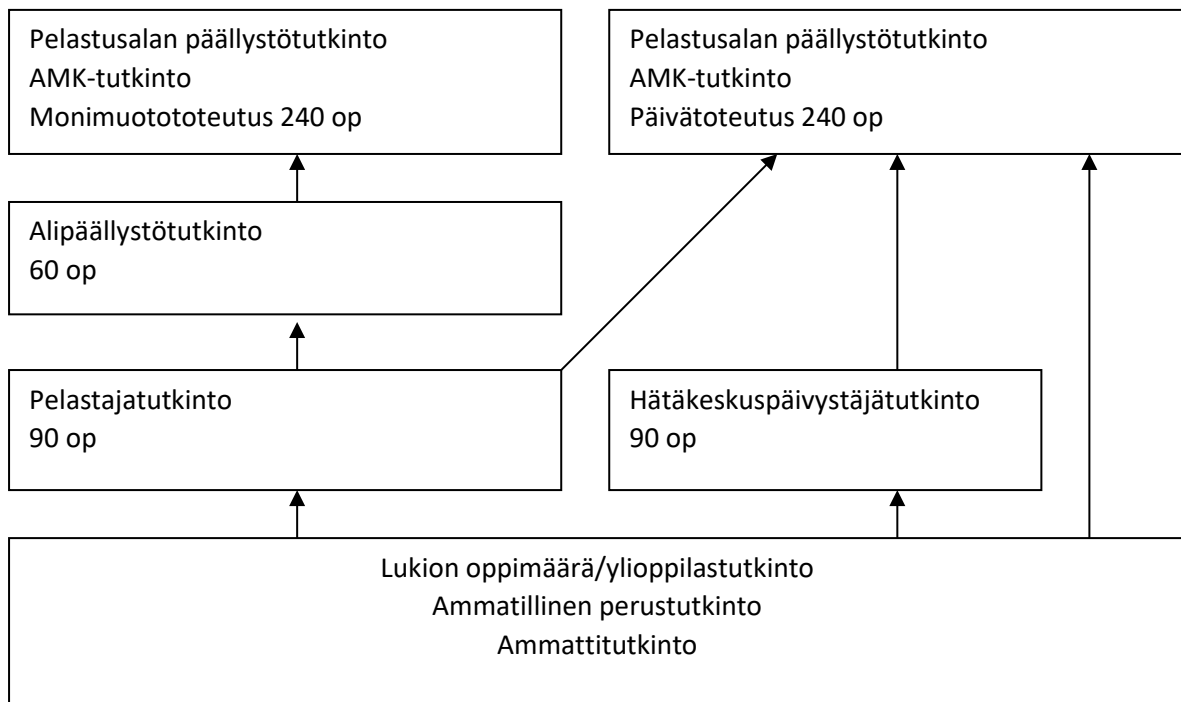 Pelastusalan päällystötutkinto
AMK-tutkinto
Monimuotototeutus 240 op
Pelastusalan päällystötutkinto
AMK-tutkinto
Päivätoteutus 240 op
Alipäällystötutkinto
60 op
Pelastajatutkinto
90 op
Hätäkeskuspäivystäjätutkinto
90 op
Lukion oppimäärä/ylioppilastutkinto
Ammatillinen perustutkinto
Ammattitutkinto